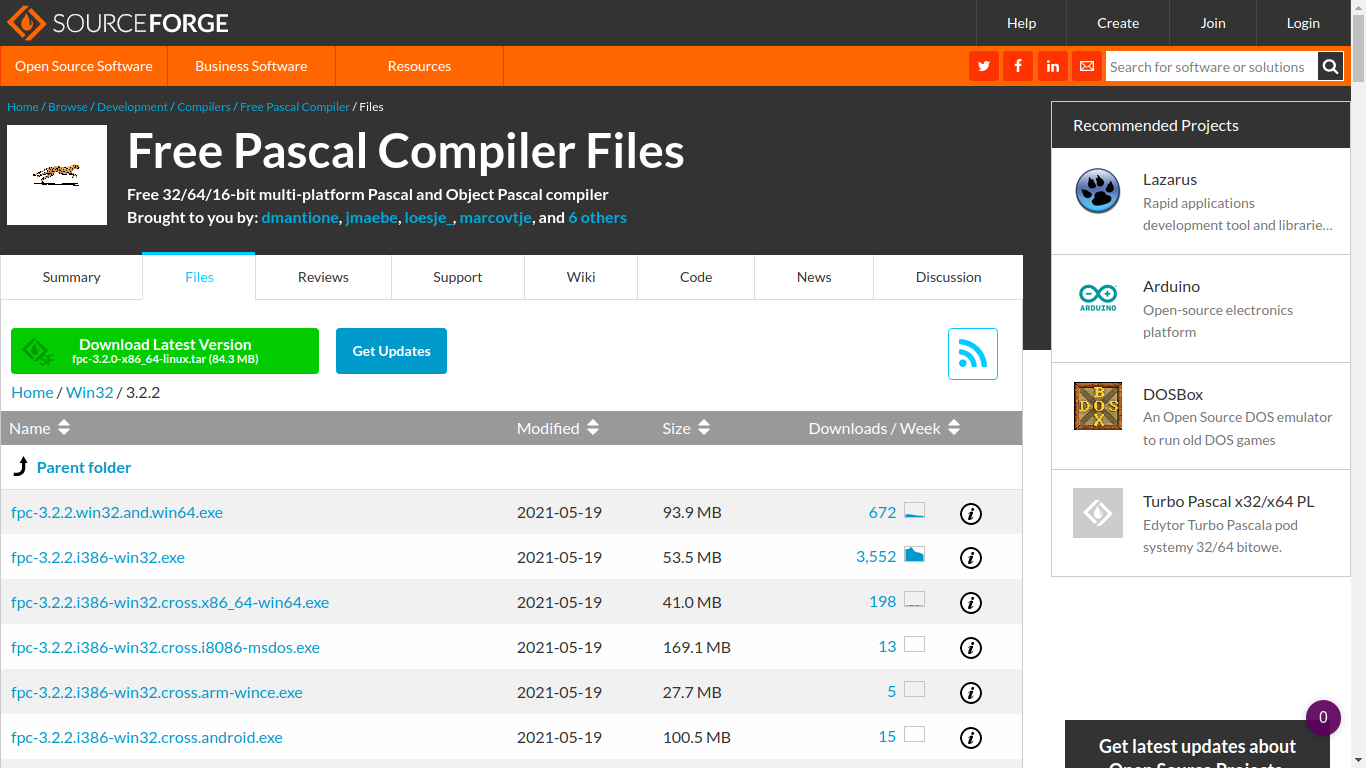 SOURCEFORGE
Help
Create
Join
Login
Open Source Software
Business Software
Resources
Search for software or solutions
Home / Browse / Development / Compilers / Free Pascal Compiler / Files
Free Pascal Compiler Files
Free 32/64/16-bit multi-platform Pascal and Object Pascal compiler
Brought to you by: dmantione, jmaebe, loesje_, marcovtje, and 6 others
Summary
Files
Reviews
Support
Wiki
Code
News
Discussion
Download Latest Version
fpc-3.2.0-x86_64-linux.tar (84.3 MB)
Get Updates
Home / Win32 / 3.2.2
Name Modified Size Downloads / Week
Parent folder
fpc-3.2.2.win32.and.win64.exe 2021-05-19 93.9 MB 672
fpc-3.2.2.i386-win32.exe 2021-05-19 53.5 MB 3,552
fpc-3.2.2.i386-win32.cross.x86_64-win64.exe 2021-05-19 41.0 MB 198
fpc-3.2.2.i386-win32.cross.i8086-msdos.exe 2021-05-19 169.1 MB 13
fpc-3.2.2.i386-win32.cross.arm-wince.exe 2021-05-19 27.7 MB 5
fpc-3.2.2.i386-win32.cross.android.exe 2021-05-19 100.5 MB 15
Recommended Projects
Lazarus
Rapid applications
development tool and librarie...
ARDUINO
Arduino
Open-source electronics
platform
DOSBox
An Open Source DOS emulator
to run old DOS games
Turbo Pascal x32/x64 PL
Edytor Turbo Pascala pod
systemy 32/64 bitowe.
0
Get latest updates about
Open Source Projects